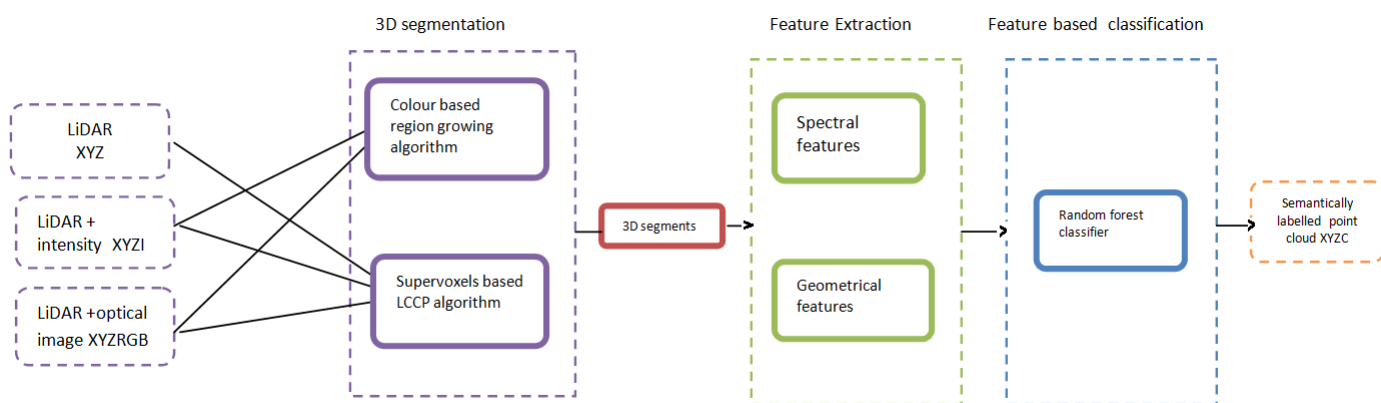 3D segmentation
Feature Extraction
Feature based classification
LiDAR
XYZ
LiDAR +
intensity XYZI
LiDAR +optical
image XYZRGB
Colour based
region growing
algorithm
Supervoxels based
LCCP algorithm
3D segments
Spectral
features
Geometrical
features
Random forest
classifier
Semantically
labelled point
cloud XYZC